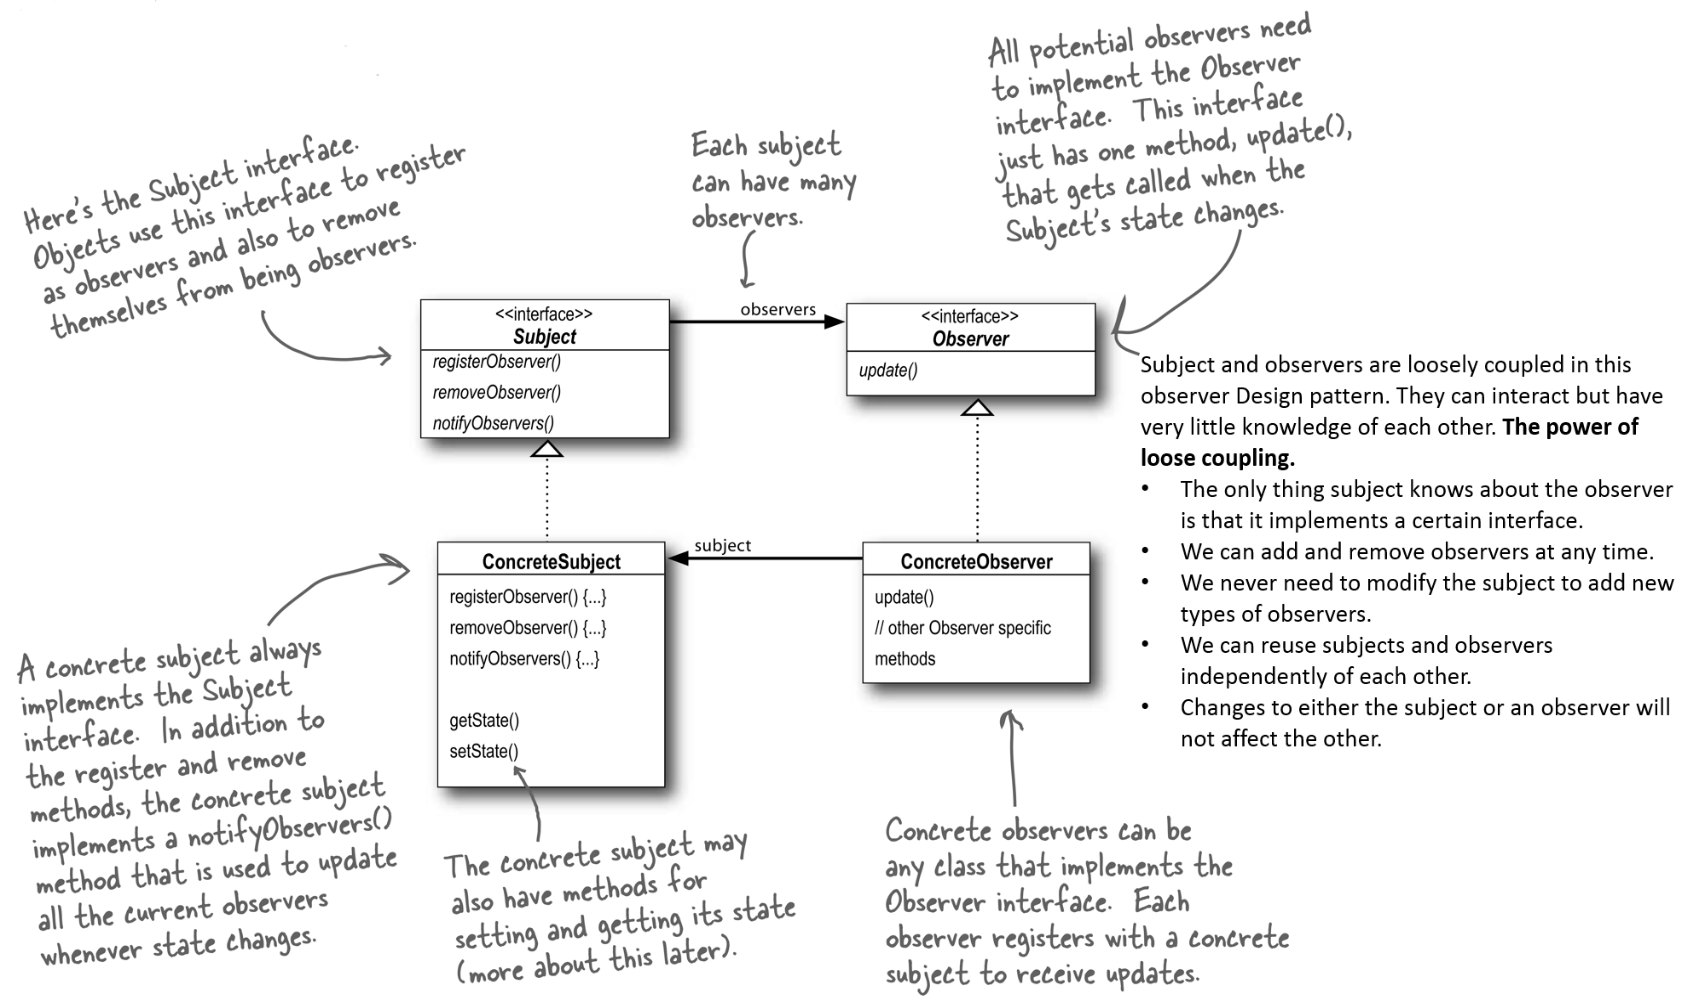 All potential observers need
to implement the Observer
interface. This interface
just has one method, update(),
that gets called when the
Subject's state changes.
Each subject
can have many
observers.
Here's the Subject interface.
Objects use this interface to register
as observers and also to remove
themselves from being observers.
<<interface>>
Subject
registerObserver()
removeObserver()
notifyObservers()
observers
<<interface>>
Observer
update()
Subject and observers are loosely coupled in this
observer Design pattern. They can interact but have
very little knowledge of each other. The power of
loose coupling.
• The only thing subject knows about the observer
is that it implements a certain interface.
• We can add and remove observers at any time.
• We never need to modify the subject to add new
types of observers.
• We can reuse subjects and observers
independently of each other.
• Changes to either the subject or an observer will
not affect the other.
ConcreteSubject
registerObserver() {...}
removeObserver() {...}
notifyObservers() {...}
getState()
setState()
subject
ConcreteObserver
update()
// other Observer specific
methods
A concrete subject always
implements the Subject
interface. In addition to
the register and remove
methods, the concrete subject
implements a notifyObservers()
method that is used to update
all the current observers
whenever state changes.
The concrete subject may
also have methods for
setting and getting its state
(more about this later).
Concrete observers can be
any class that implements the
Observer interface. Each
observer registers with a concrete
subject to receive updates.